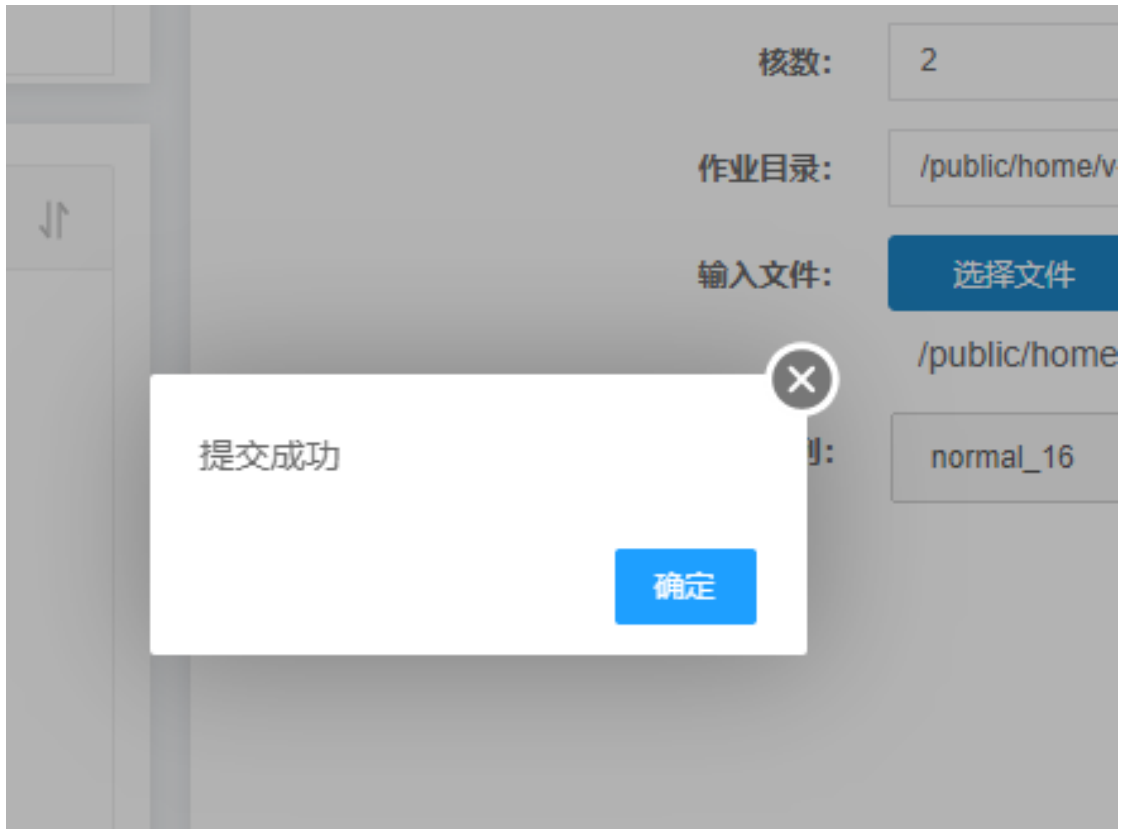 核数： 2
作业目录： /public/home/v
输入文件： 选择文件
/public/home
提交成功
normal_16
确定